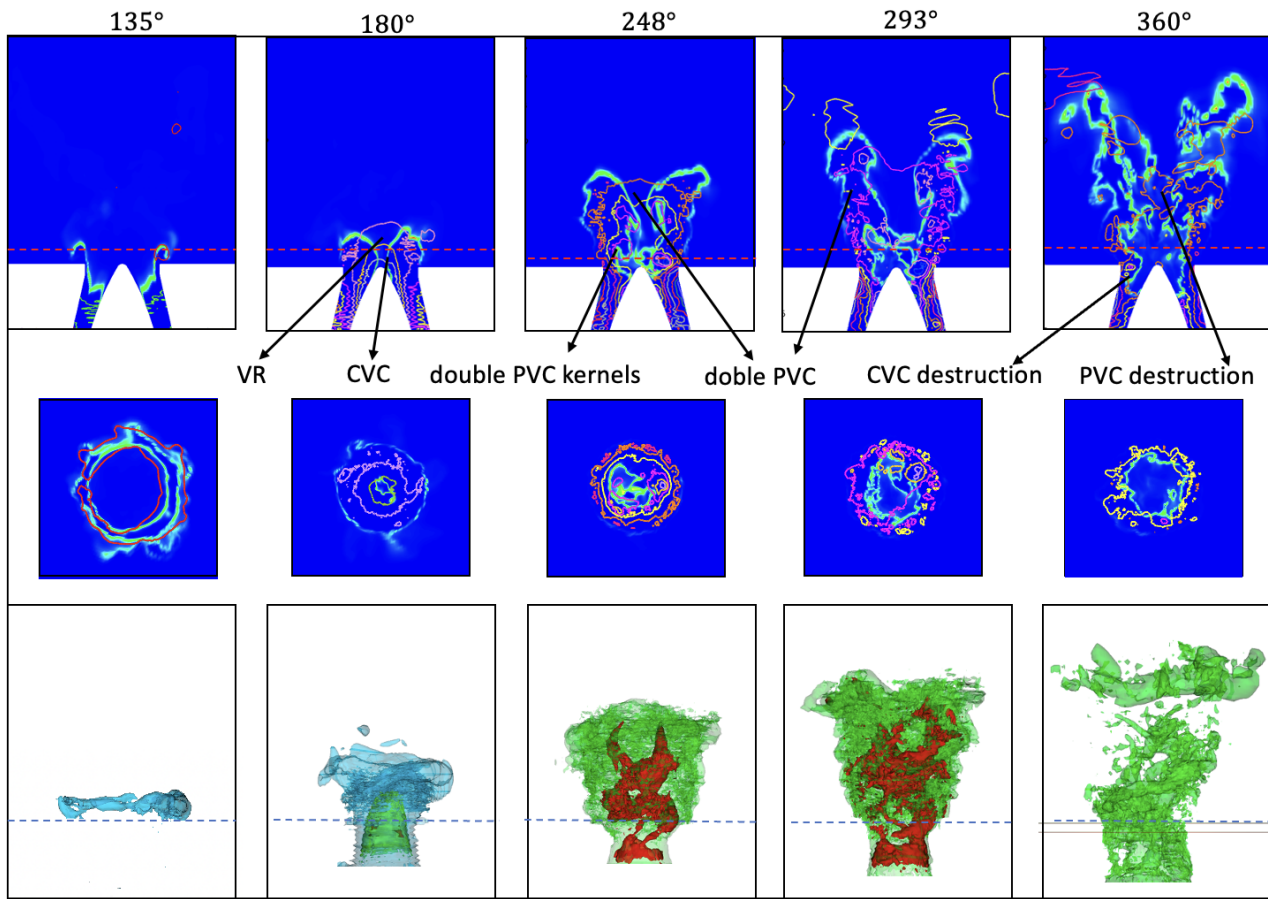 135° 180° 248° 293° 360°
VR CVC double PVC kernels doble PVC CVC destruction PVC destruction